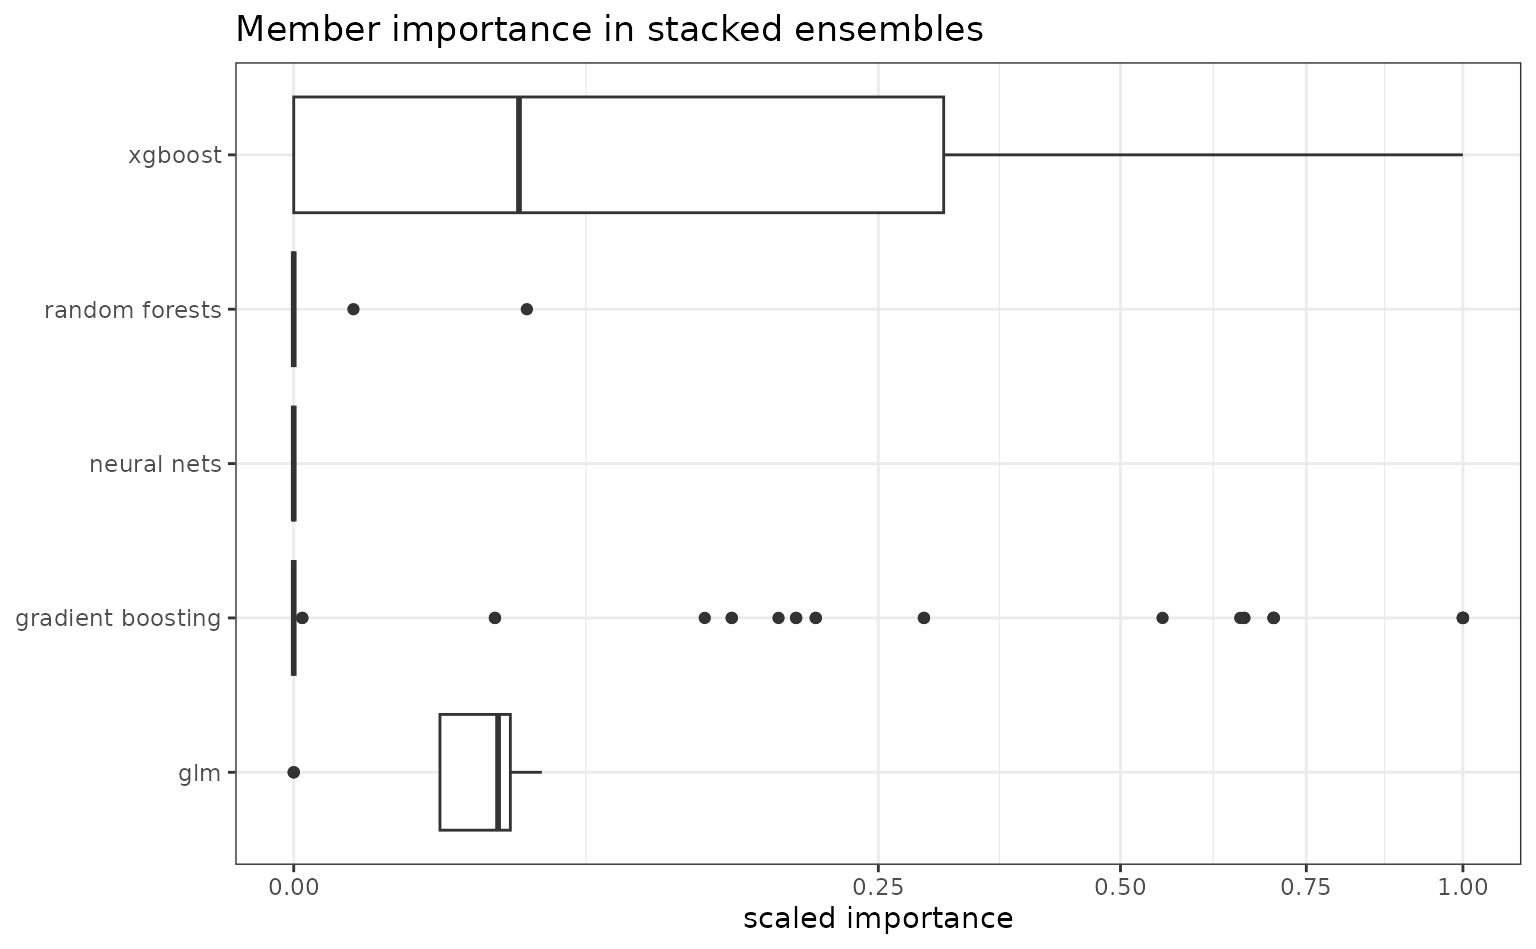 Member importance in stacked ensembles
xgboost
random forests
neural nets
gradient boosting
glm
0.00 0.25 0.50 0.75 1.00
scaled importance